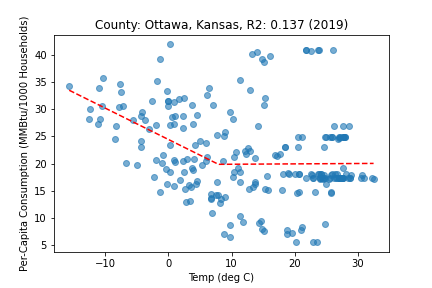 County: Ottawa, Kansas, R2: 0.137 (2019)
Per-Capita Consumption (MMBtu/1000 Households)
40
35
30
25
20
15
10
5
−10 0 10 20 30
Temp (deg C)